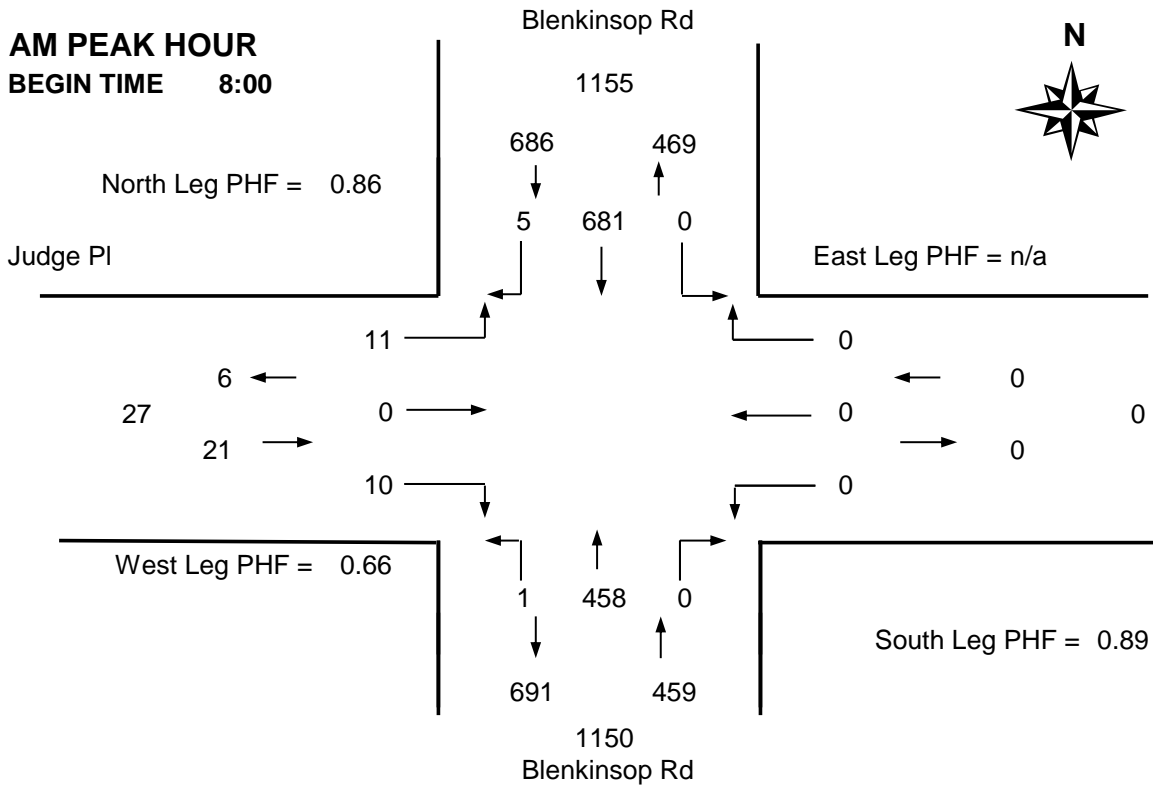 Blenkinsop Rd
AM PEAK HOUR
N
BEGIN TIME 8:00
1155
686 469
North Leg PHF = 0.86
5 681 0
Judge Pl
East Leg PHF = n/a
11 0
6 0
27 0 0 0
21 0
10 0
West Leg PHF = 0.66
1 458 0
South Leg PHF = 0.89
691 459
1150
Blenkinsop Rd